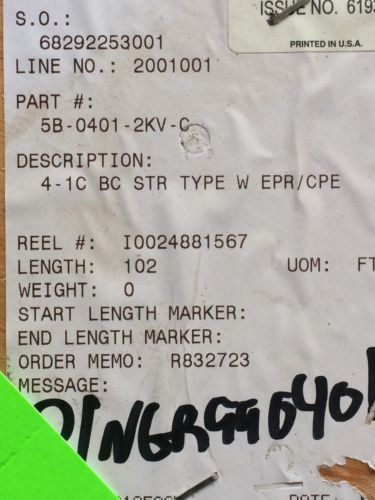 ISSUE NO. 6193
PRINTED IN U.S.A.
S.O.:
68292253001
LINE NO.: 2001001
PART #:
5B-0401-2KV-C
DESCRIPTION:
4-1C BC STR TYPE W EPR/CPE
REEL #: I0024881567
LENGTH: 102 UOM: FT
WEIGHT: 0
START LENGTH MARKER:
END LENGTH MARKER:
ORDER MEMO: R832723
MESSAGE: